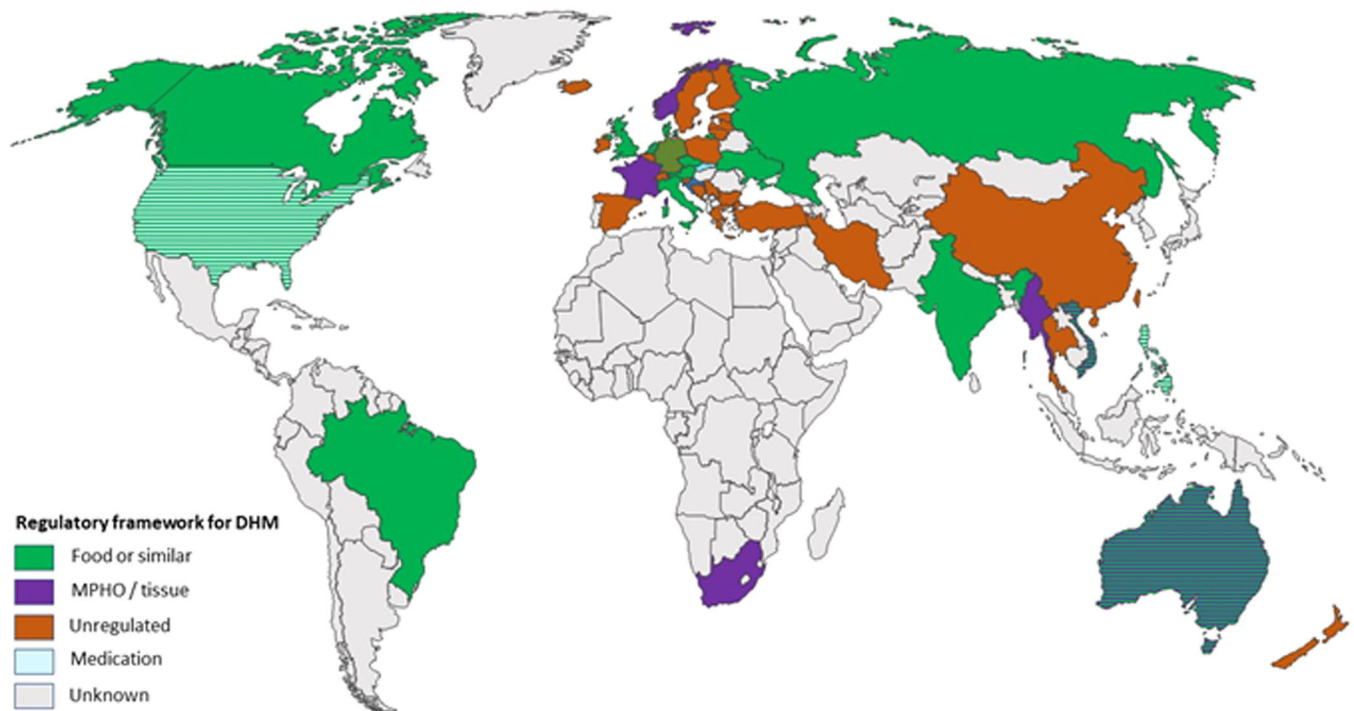 Regulatory framework for DHM
Food or similar
MPHO / tissue
Unregulated
Medication
Unknown